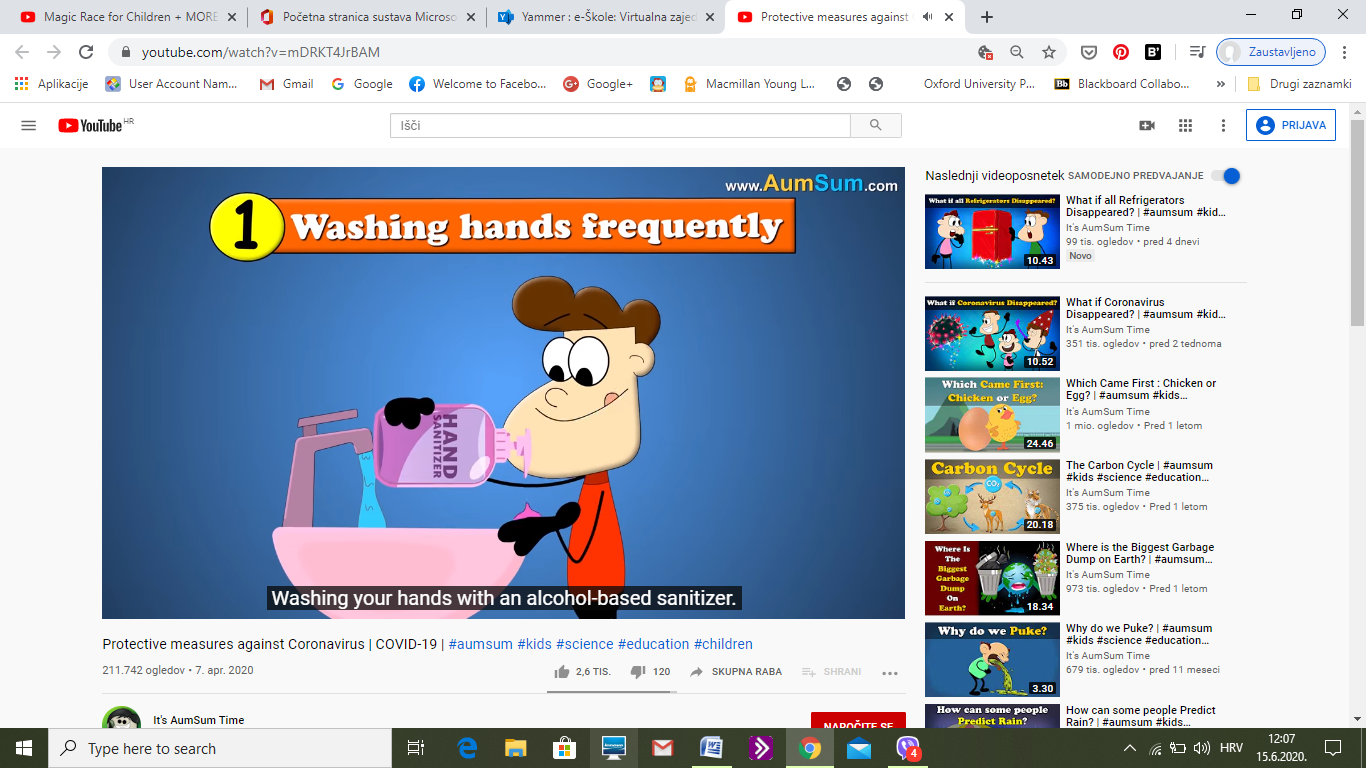 Magic Race for Children + MORE
Početna stranica sustava Microso
Yammer : e-Škole: Virtualna zajed
Protective measures against
youtube.com/watch?v=mDRKT4JrBAM
Zaustavljeno
Aplikacije
User Account Nam...
Gmail
Google
Welcome to Facebo...
Google+
Macmillan Young L...
Oxford University P...
Blackboard Collabo...
Drugi zaznamki
YouTube HR
Išči
PRIJAVA
www.AumSum.com
1 Washing hands frequently
HAND SANITIZER
Washing your hands with an alcohol-based sanitizer.
Protective measures against Coronavirus | COVID-19 | #aumsum #kids #science #education #children
211.742 ogledov • 7. apr. 2020
2,6 TIS. 120 SKUPNA RABA SHRANI
It's AumSum Time
NAROČITE SE
Naslednji videoposnetek SAMODEJNO PREDVAJANJE
What if all Refrigerators Disappeared?
10.43
What if all Refrigerators
Disappeared? | #aumsum #kid...
It's AumSum Time
99 tis. ogledov • pred 4 dnevi
Novo
What if Coronavirus Disappeared?
10.52
What if Coronavirus
Disappeared? | #aumsum #kid...
It's AumSum Time
351 tis. ogledov • pred 2 tednoma
Which Came First:
Chicken or Egg?
24.46
Which Came First : Chicken or
Egg? | #aumsum #kids...
It's AumSum Time
1 mio. ogledov • Pred 1 letom
Carbon Cycle
CO2
20.18
The Carbon Cycle | #aumsum
#kids #science #education...
It's AumSum Time
375 tis. ogledov • Pred 1 letom
Where Is
The
Biggest
Garbage
Dump
On
Earth?
18.34
Where is the Biggest Garbage
Dump on Earth? | #aumsum...
It's AumSum Time
973 tis. ogledov • Pred 1 letom
Why do we Puke?
3.30
Why do we Puke? | #aumsum
#kids #science #education...
It's AumSum Time
679 tis. ogledov • pred 11 meseci
How can some people
Predict Rain?
How can some people Predict
Rain? | #aumsum #kids...
Type here to search
4
HRV
12:07
15.6.2020.